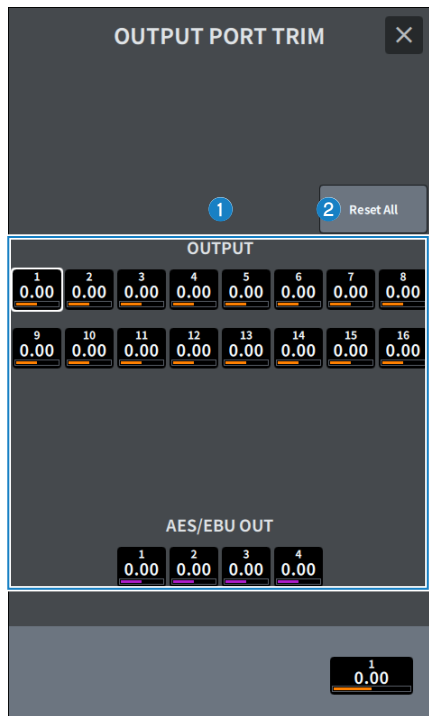 OUTPUT PORT TRIM
1
2 Reset All
OUTPUT
1 2 3 4 5 6 7 8
0.00 0.00 0.00 0.00 0.00 0.00 0.00 0.00
9 10 11 12 13 14 15 16
0.00 0.00 0.00 0.00 0.00 0.00 0.00 0.00
AES/EBU OUT
1 2 3 4
0.00 0.00 0.00 0.00
1
0.00